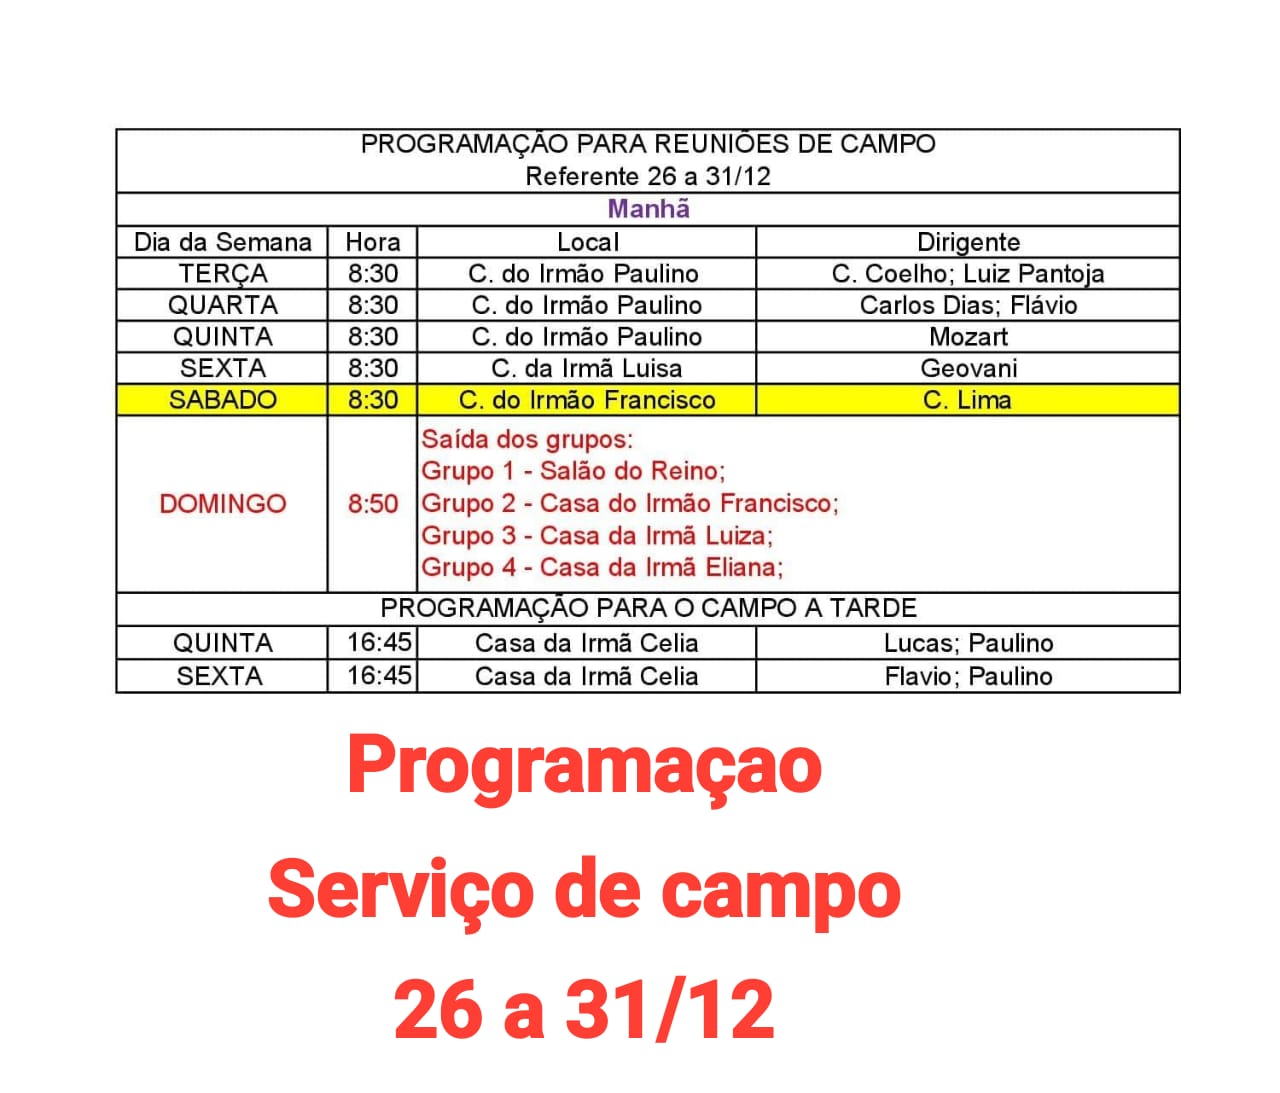 PROGRAMAÇÃO PARA REUNIÕES DE CAMPO
Referente 26 a 31/12
Manhã
Dia da Semana Hora Local Dirigente
TERÇA 8:30 C. do Irmão Paulino C. Coelho; Luiz Pantoja
QUARTA 8:30 C. do Irmão Paulino Carlos Dias; Flávio
QUINTA 8:30 C. do Irmão Paulino Mozart
SEXTA 8:30 C. da Irmã Luisa Geovani
SABADO 8:30 C. do Irmão Francisco C. Lima
Saída dos grupos:
Grupo 1 - Salão do Reino;
DOMINGO 8:50 Grupo 2 - Casa do Irmão Francisco;
Grupo 3 - Casa da Irmã Luiza;
Grupo 4 - Casa da Irmã Eliana;
PROGRAMAÇÃO PARA O CAMPO A TARDE
QUINTA 16:45 Casa da Irmã Celia Lucas; Paulino
SEXTA 16:45 Casa da Irmã Celia Flavio; Paulino
Programaçao
Serviço de campo
26 a 31/12